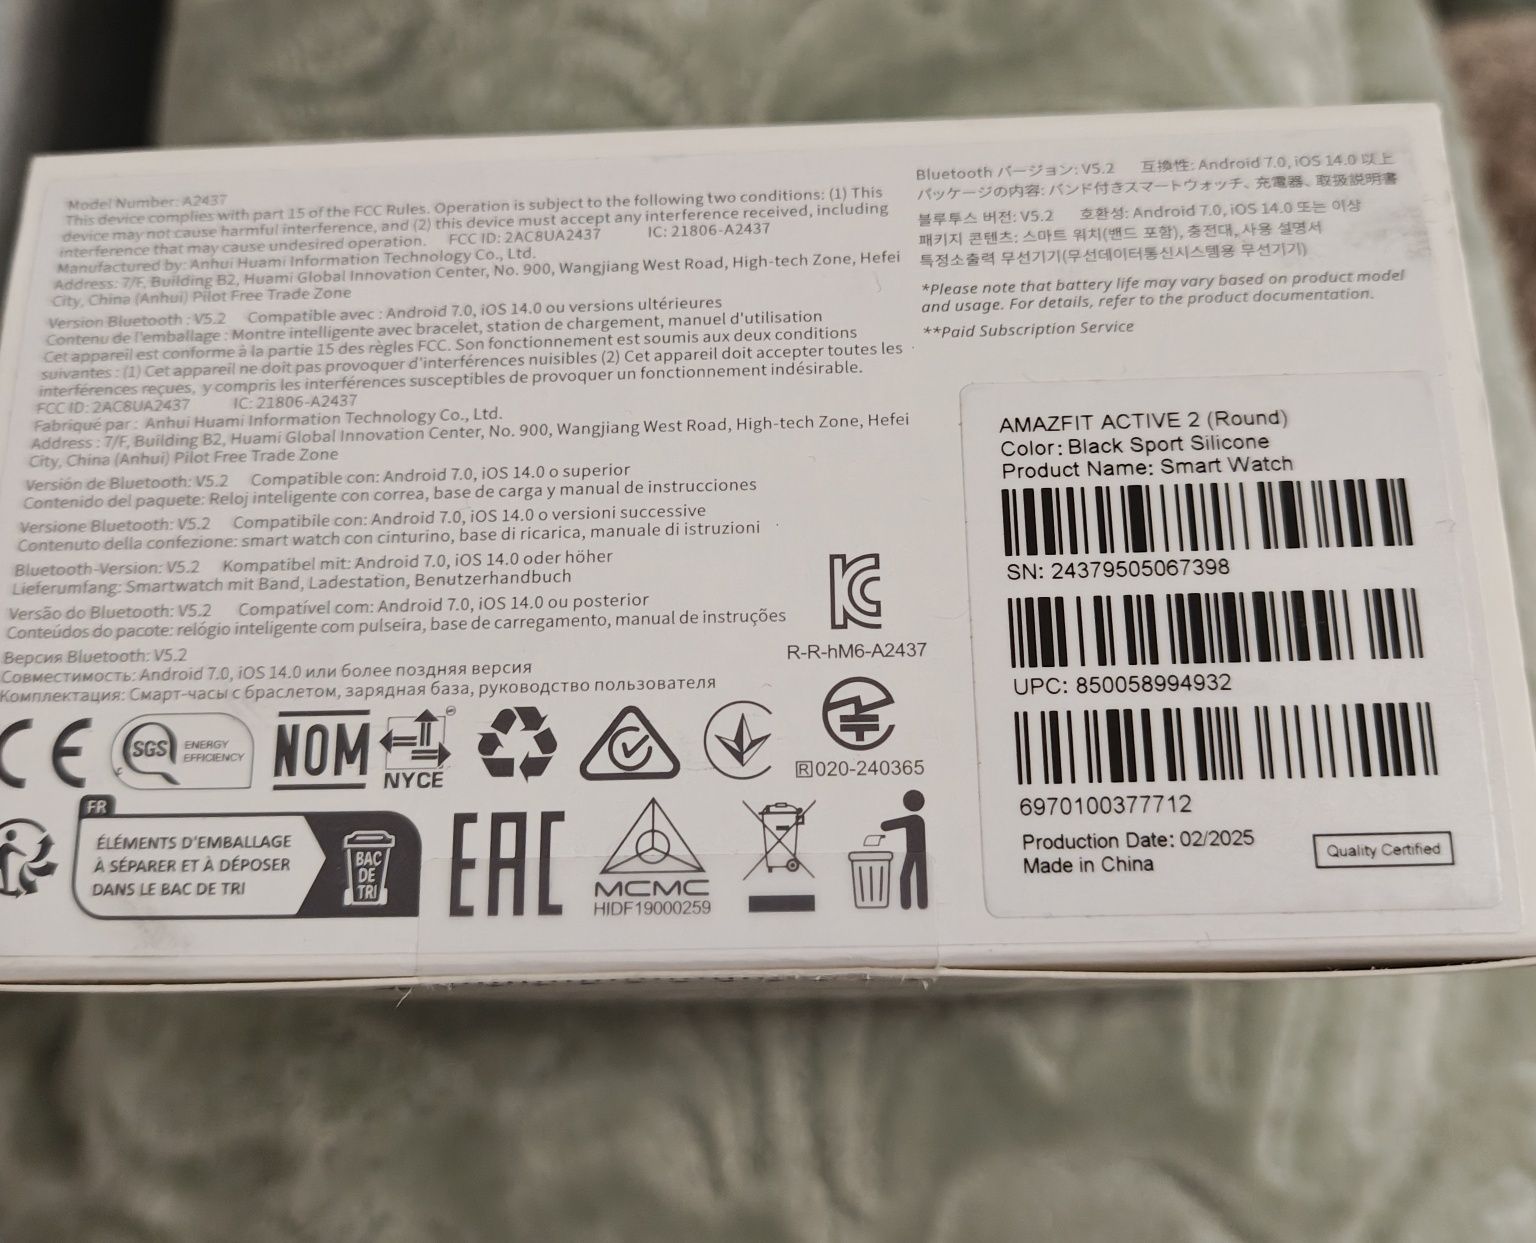 Model Number: A2437
This device complies with part 15 of the FCC Rules. Operation is subject to the following two conditions: (1) This
device may not cause harmful interference, and (2) this device must accept any interference received, including
interference that may cause undesired operation. FCC ID: 2AC8UA2437 IC: 21806-A2437
Manufactured by: Anhui Huami Information Technology Co., Ltd.
Address: 7/F, Building B2, Huami Global Innovation Center, No. 900, Wangjiang West Road, High-tech Zone, Hefei
City, China (Anhui) Pilot Free Trade Zone
Version Bluetooth : V5.2 Compatible avec : Android 7.0, iOS 14.0 ou versions ultérieures
Contenu de l'emballage : Montre intelligente avec bracelet, station de chargement, manuel d'utilisation
Cet appareil est conforme à la partie 15 des règles FCC. Son fonctionnement est soumis aux deux conditions
suivantes : (1) Cet appareil ne doit pas provoquer d'interférences nuisibles (2) Cet appareil doit accepter toutes les
interférences reçues, y compris les interférences susceptibles de provoquer un fonctionnement indésirable.
FCC ID: 2AC8UA2437 IC: 21806-A2437
Fabriqué par : Anhui Huami Information Technology Co., Ltd.
Address : 7/F, Building B2, Huami Global Innovation Center, No. 900, Wangjiang West Road, High-tech Zone, Hefei
City, China (Anhui) Pilot Free Trade Zone
Versión de Bluetooth: V5.2 Compatible con: Android 7.0, iOS 14.0 o superior
Contenido del paquete: Reloj inteligente con correa, base de carga y manual de instrucciones
Versione Bluetooth: V5.2 Compatibile con: Android 7.0, iOS 14.0 o versioni successive
Contenuto della confezione: smart watch con cinturino, base di ricarica, manuale di istruzioni
Bluetooth-Version: V5.2 Kompatibel mit: Android 7.0, iOS 14.0 oder höher
Lieferumfang: Smartwatch mit Band, Ladestation, Benutzerhandbuch
Versão do Bluetooth: V5.2 Compatível com: Android 7.0, iOS 14.0 ou posterior
Conteúdos do pacote: relógio inteligente com pulseira, base de carregamento, manual de instruções
Версия Bluetooth: V5.2
Совместимость: Android 7.0, iOS 14.0 или более поздняя версия
Комплектация: Смарт-часы с браслетом, зарядная база, руководство пользователя
R-R-hM6-A2437
CE
SGS ENERGY
EFFICIENCY
NOM
NYCE
R 020-240365
FR
ÉLÉMENTS D'EMBALLAGE
À SÉPARER ET À DÉPOSER
DANS LE BAC DE TRI
BAC
DE
TRI
EAC
MCMC
HIDF19000259
Bluetooth バージョン: V5.2 互換性: Android 7.0, iOS 14.0 以上
パッケージの内容: バンド付きスマートウォッチ、充電器、取扱説明書
블루투스 버전: V5.2 호환성: Android 7.0, iOS 14.0 또는 이상
패키지 콘텐츠: 스마트 워치(밴드 포함), 충전대, 사용 설명서
특정소출력 무선기기(무선데이터통신시스템용 무선기기)
*Please note that battery life may vary based on product model
and usage. For details, refer to the product documentation.
**Paid Subscription Service
AMAZFIT ACTIVE 2 (Round)
Color: Black Sport Silicone
Product Name: Smart Watch
SN: 24379505067398
UPC: 850058994932
6970100377712
Production Date: 02/2025
Made in China
Quality Certified